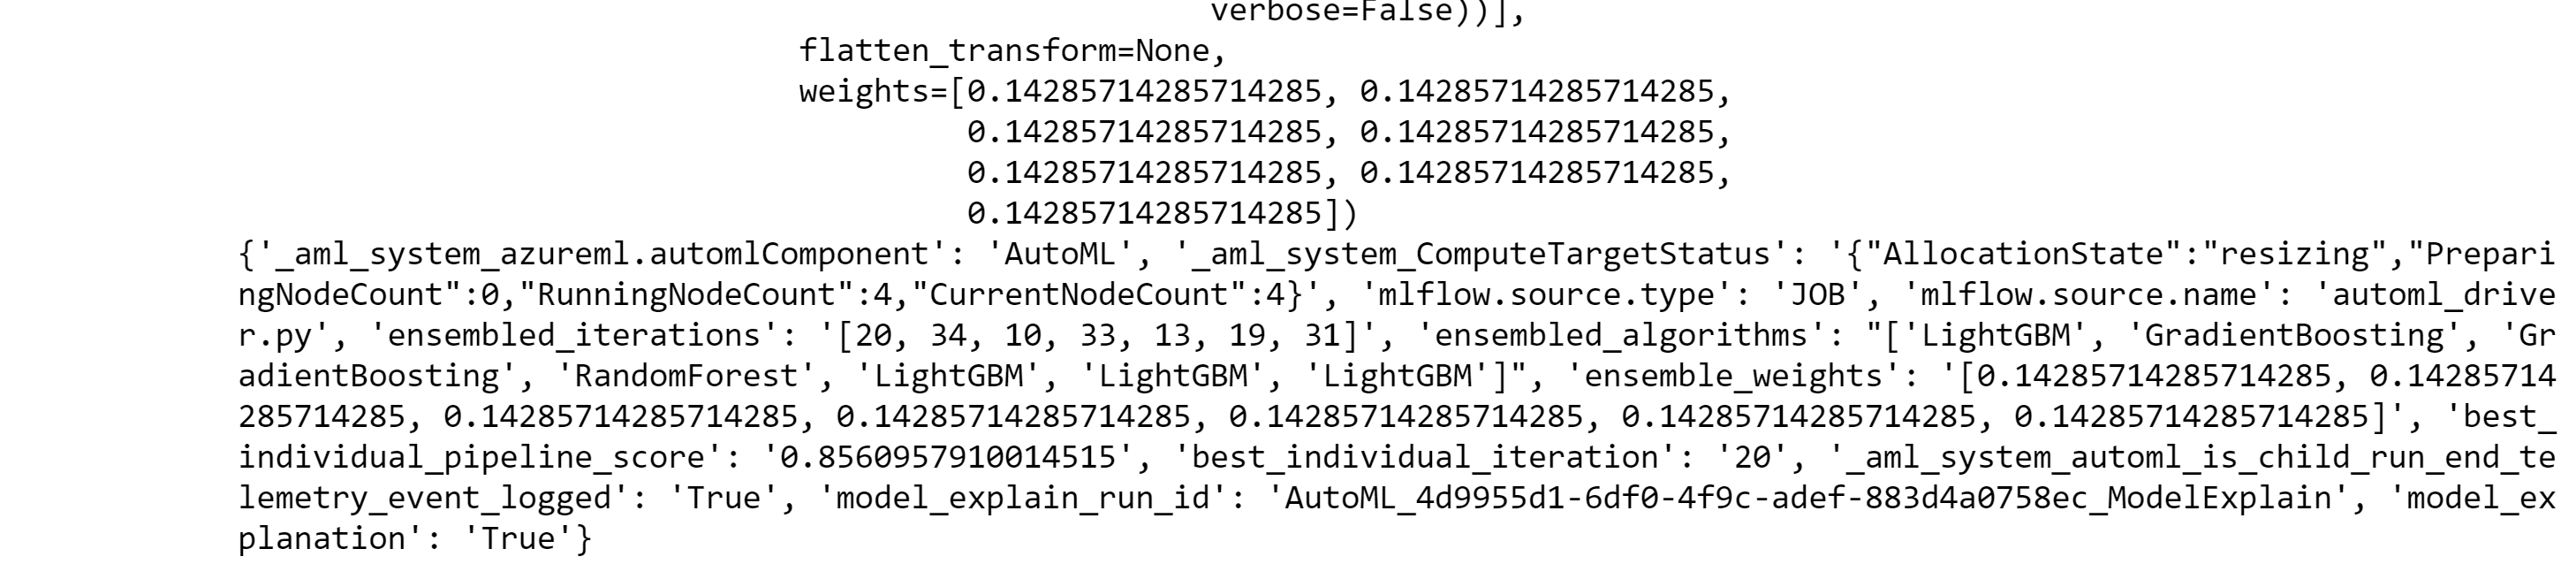 verbose=False))],
flatten_transform=None,
weights=[0.14285714285714285, 0.14285714285714285,
0.14285714285714285, 0.14285714285714285,
0.14285714285714285, 0.14285714285714285,
0.14285714285714285])
{'_aml_system_azureml.automlComponent': 'AutoML', '_aml_system_ComputeTargetStatus': '{"AllocationState":"resizing","Prepari
ngNodeCount":0,"RunningNodeCount":4,"CurrentNodeCount":4}', 'mlflow.source.type': 'JOB', 'mlflow.source.name': 'automl_drive
r.py', 'ensembled_iterations': '[20, 34, 10, 33, 13, 19, 31]', 'ensembled_algorithms': "['LightGBM', 'GradientBoosting', 'Gr
adientBoosting', 'RandomForest', 'LightGBM', 'LightGBM', 'LightGBM']", 'ensemble_weights': '[0.14285714285714285, 0.14285714
285714285, 0.14285714285714285, 0.14285714285714285, 0.14285714285714285, 0.14285714285714285, 0.14285714285714285]', 'best_
individual_pipeline_score': '0.8560957910014515', 'best_individual_iteration': '20', '_aml_system_automl_is_child_run_end_te
lemetry_event_logged': 'True', 'model_explain_run_id': 'AutoML_4d9955d1-6df0-4f9c-adef-883d4a0758ec_ModelExplain', 'model_ex
planation': 'True'}